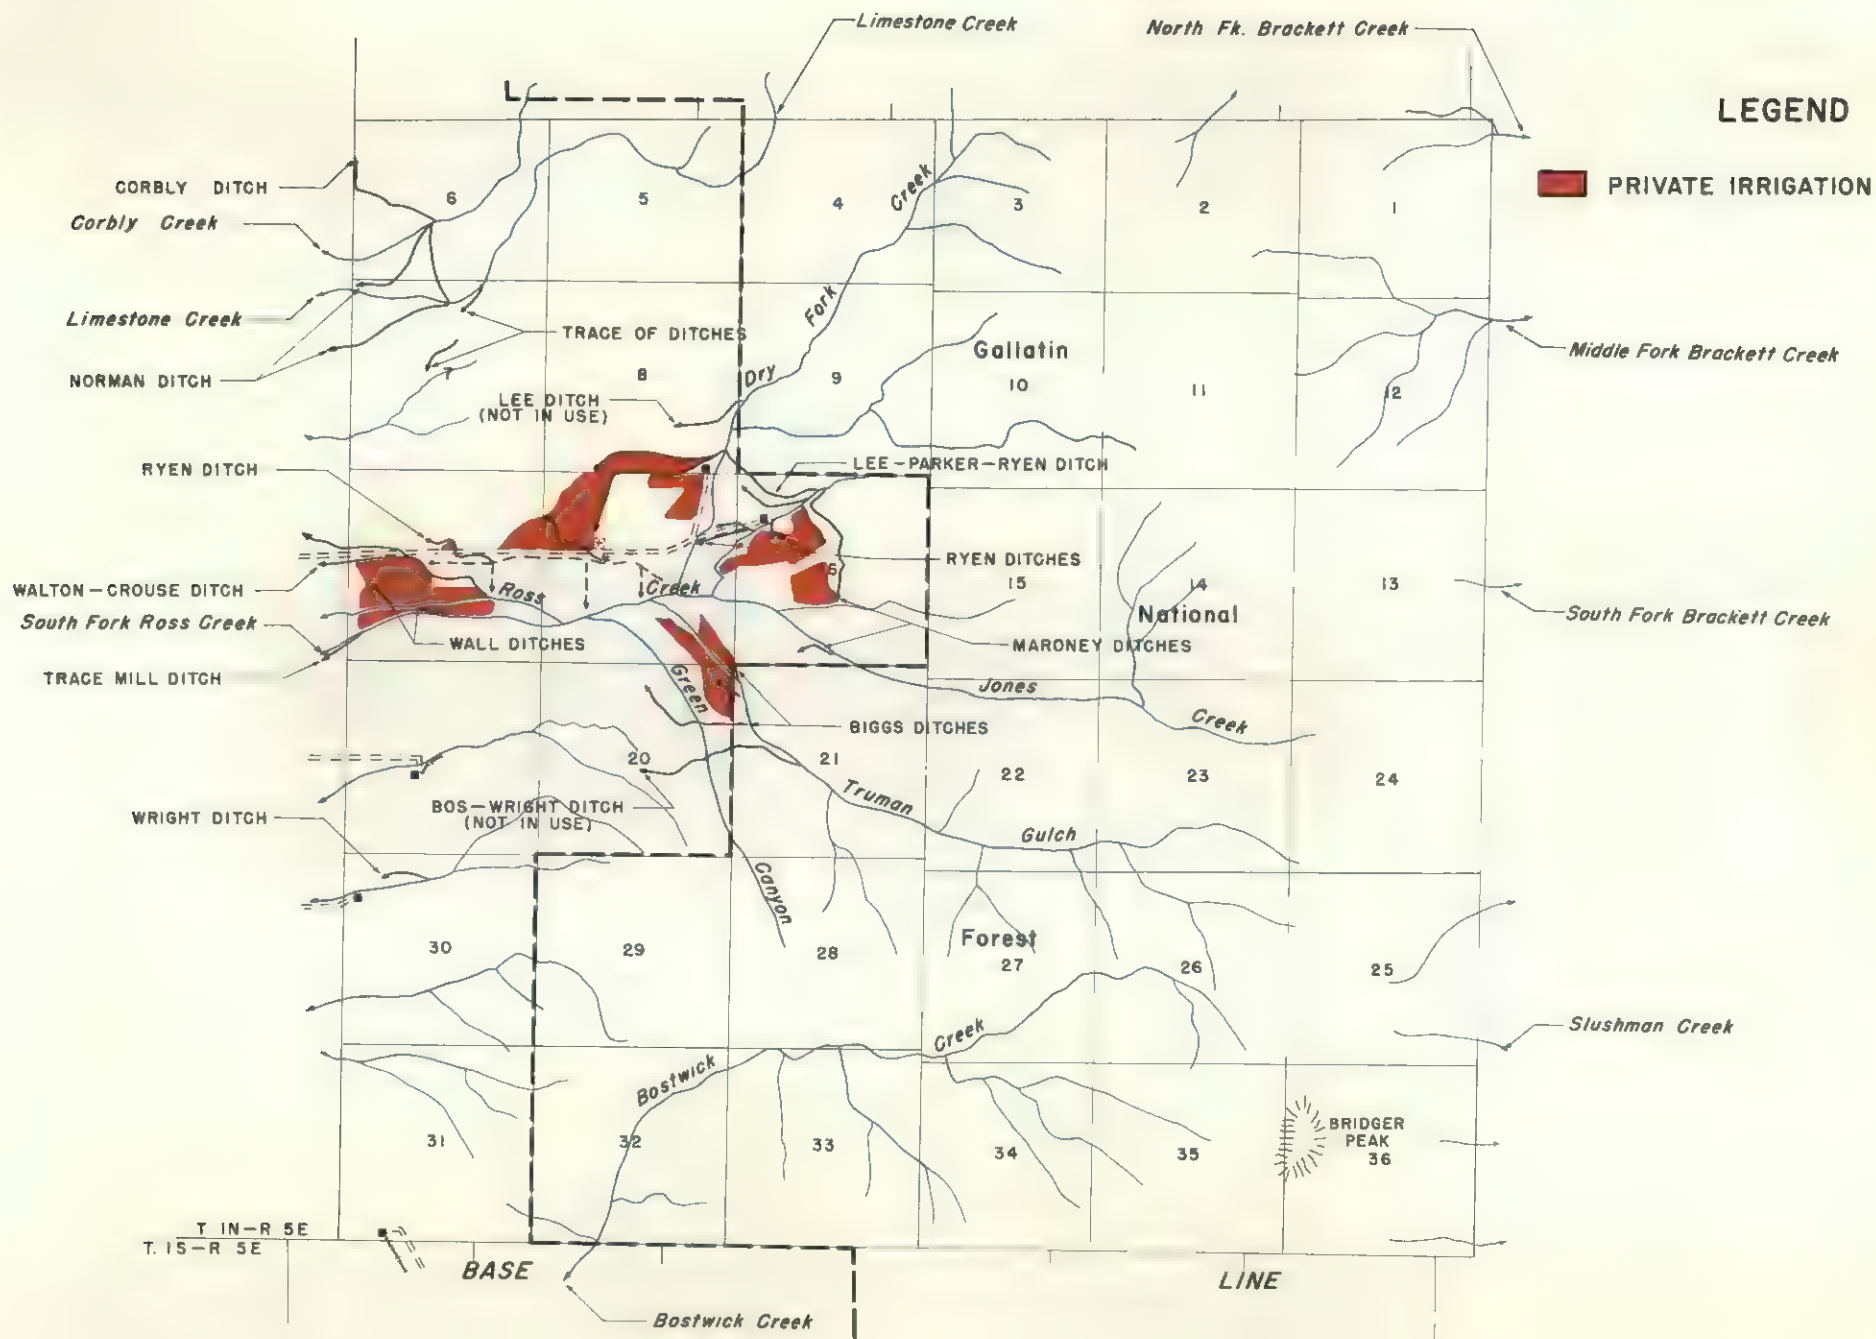 Limestone Creek
North Fk. Brackett Creek
LEGEND
PRIVATE IRRIGATION
CORBLY DITCH
Corbly Creek
Limestone Creek
NORMAN DITCH
TRACE OF DITCHES
LEE DITCH
(NOT IN USE)
6
5
4
3
2
1
Dry Fork Creek
Gallatin
Middle Fork Brackett Creek
7
8
9
10
11
12
RYEN DITCH
LEE-PARKER-RYEN DITCH
RYEN DITCHES
WALTON-CROUSE DITCH
South Fork Ross Creek
TRACE MILL DITCH
WALL DITCHES
Ross Creek
15
14
13
National
South Fork Brackett Creek
MARONEY DITCHES
Jones Creek
Green Canyon
BIGGS DITCHES
20
21
22
23
24
Truman Gulch
WRIGHT DITCH
BOS-WRIGHT DITCH
(NOT IN USE)
30
29
28
Forest
27
26
25
Slushman Creek
Bostwick Creek
31
32
33
34
35
BRIDGER
PEAK
36
T. 1N-R 5E
T. 1S-R 5E
BASE LINE
Bostwick Creek